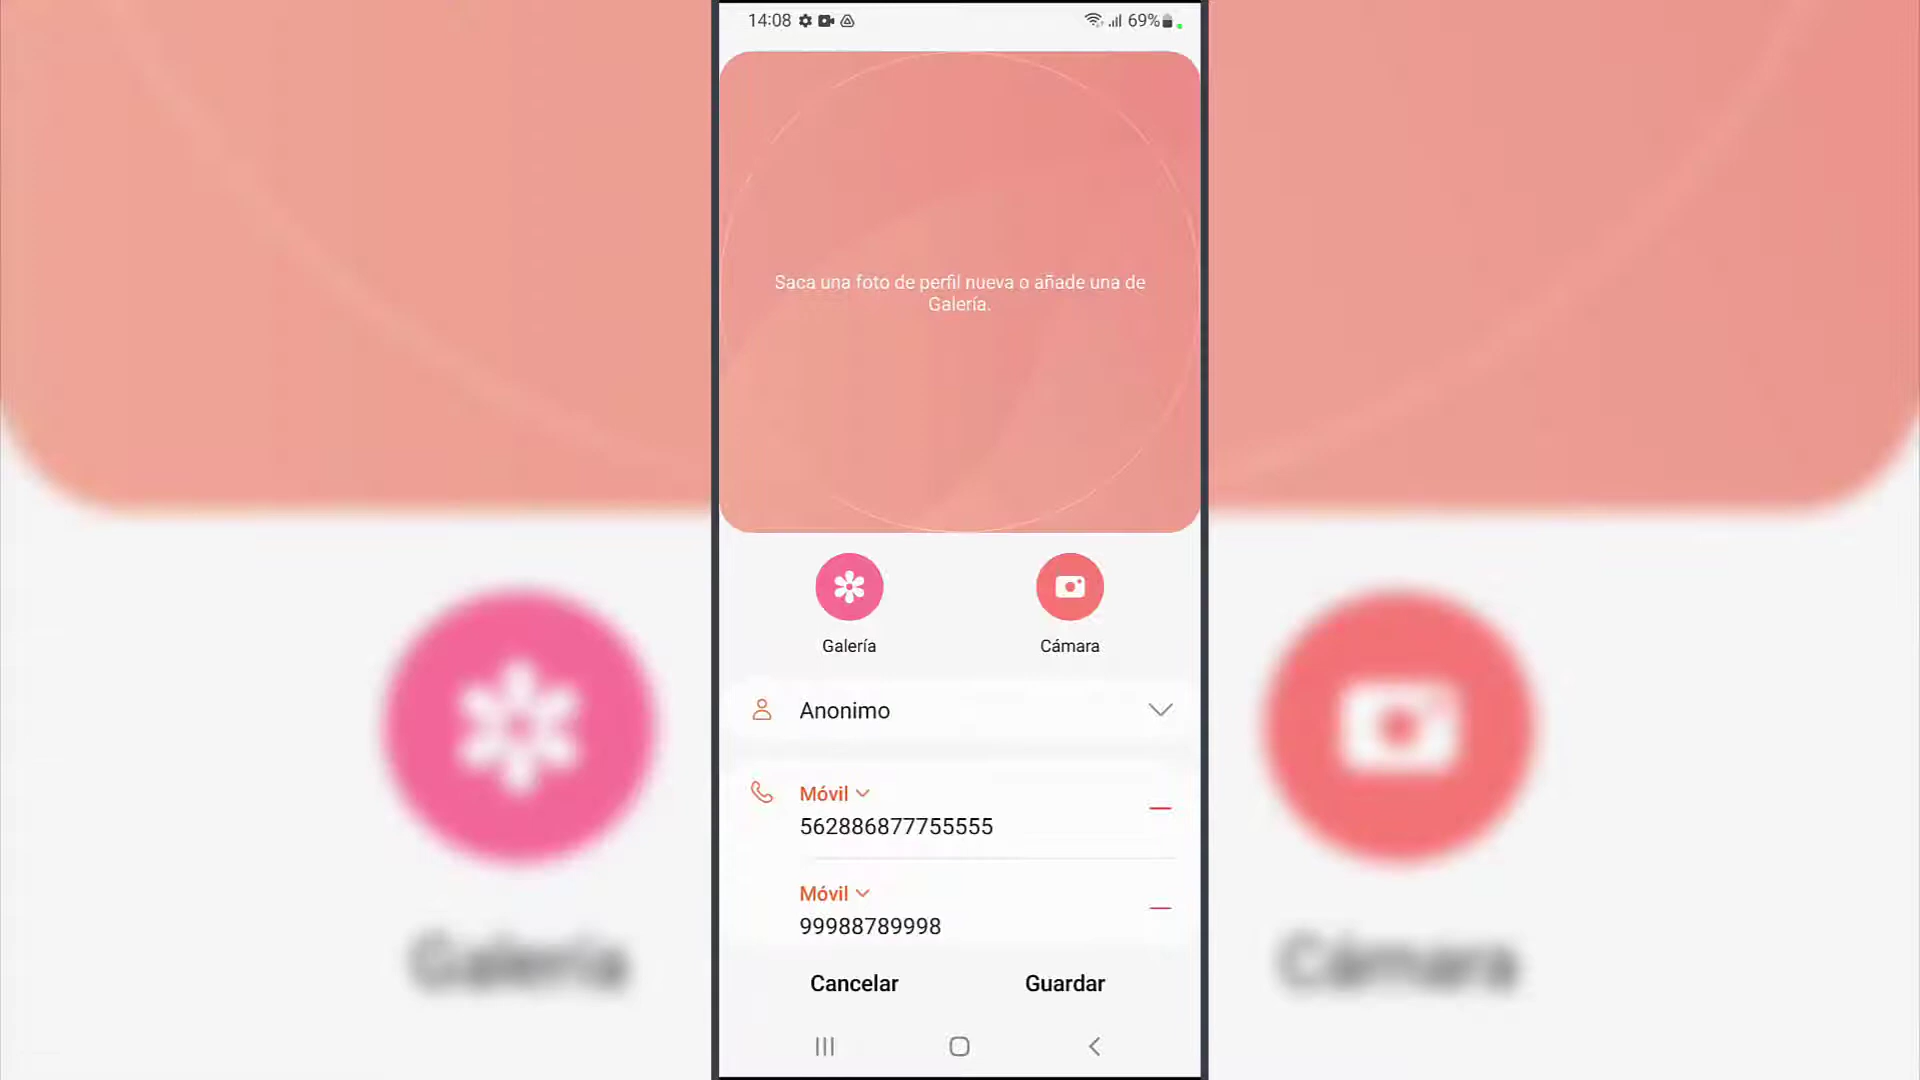 14:08
69%
Saca una foto de perfil nueva o añade una de
Galería.
Galería
Cámara
Galería
Cámara
Anonimo
Móvil
562886877755555
Móvil
99988789998
Cancelar
Guardar